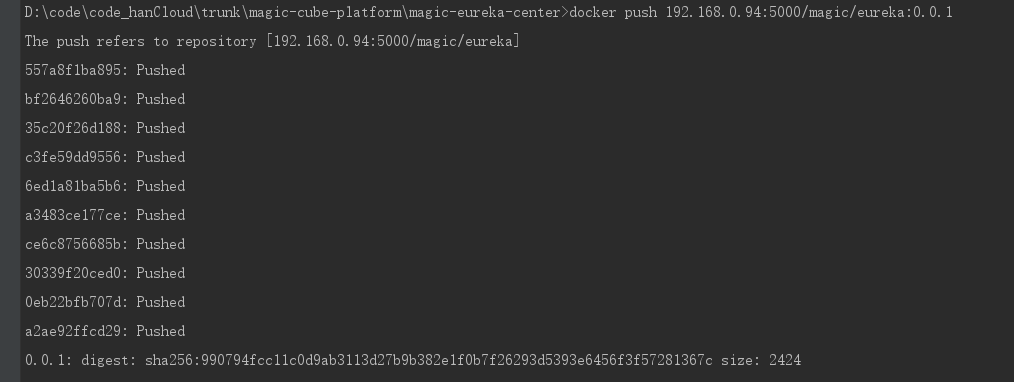 D:\code\code_hanCloud\trunk\magic-cube-platform\magic-eureka-center>docker push 192.168.0.94:5000/magic/eureka:0.0.1
The push refers to repository [192.168.0.94:5000/magic/eureka]
557a8f1ba895: Pushed
bf2646260ba9: Pushed
35c20f26d188: Pushed
c3fe59dd9556: Pushed
6ed1a81ba5b6: Pushed
a3483ce177ce: Pushed
ce6c8756685b: Pushed
30339f20ced0: Pushed
0eb22bfb707d: Pushed
a2ae92ffcd29: Pushed
0.0.1: digest: sha256:990794fcc11c0d9ab3113d27b9b382e1f0b7f26293d5393e6456f3f57281367c size: 2424